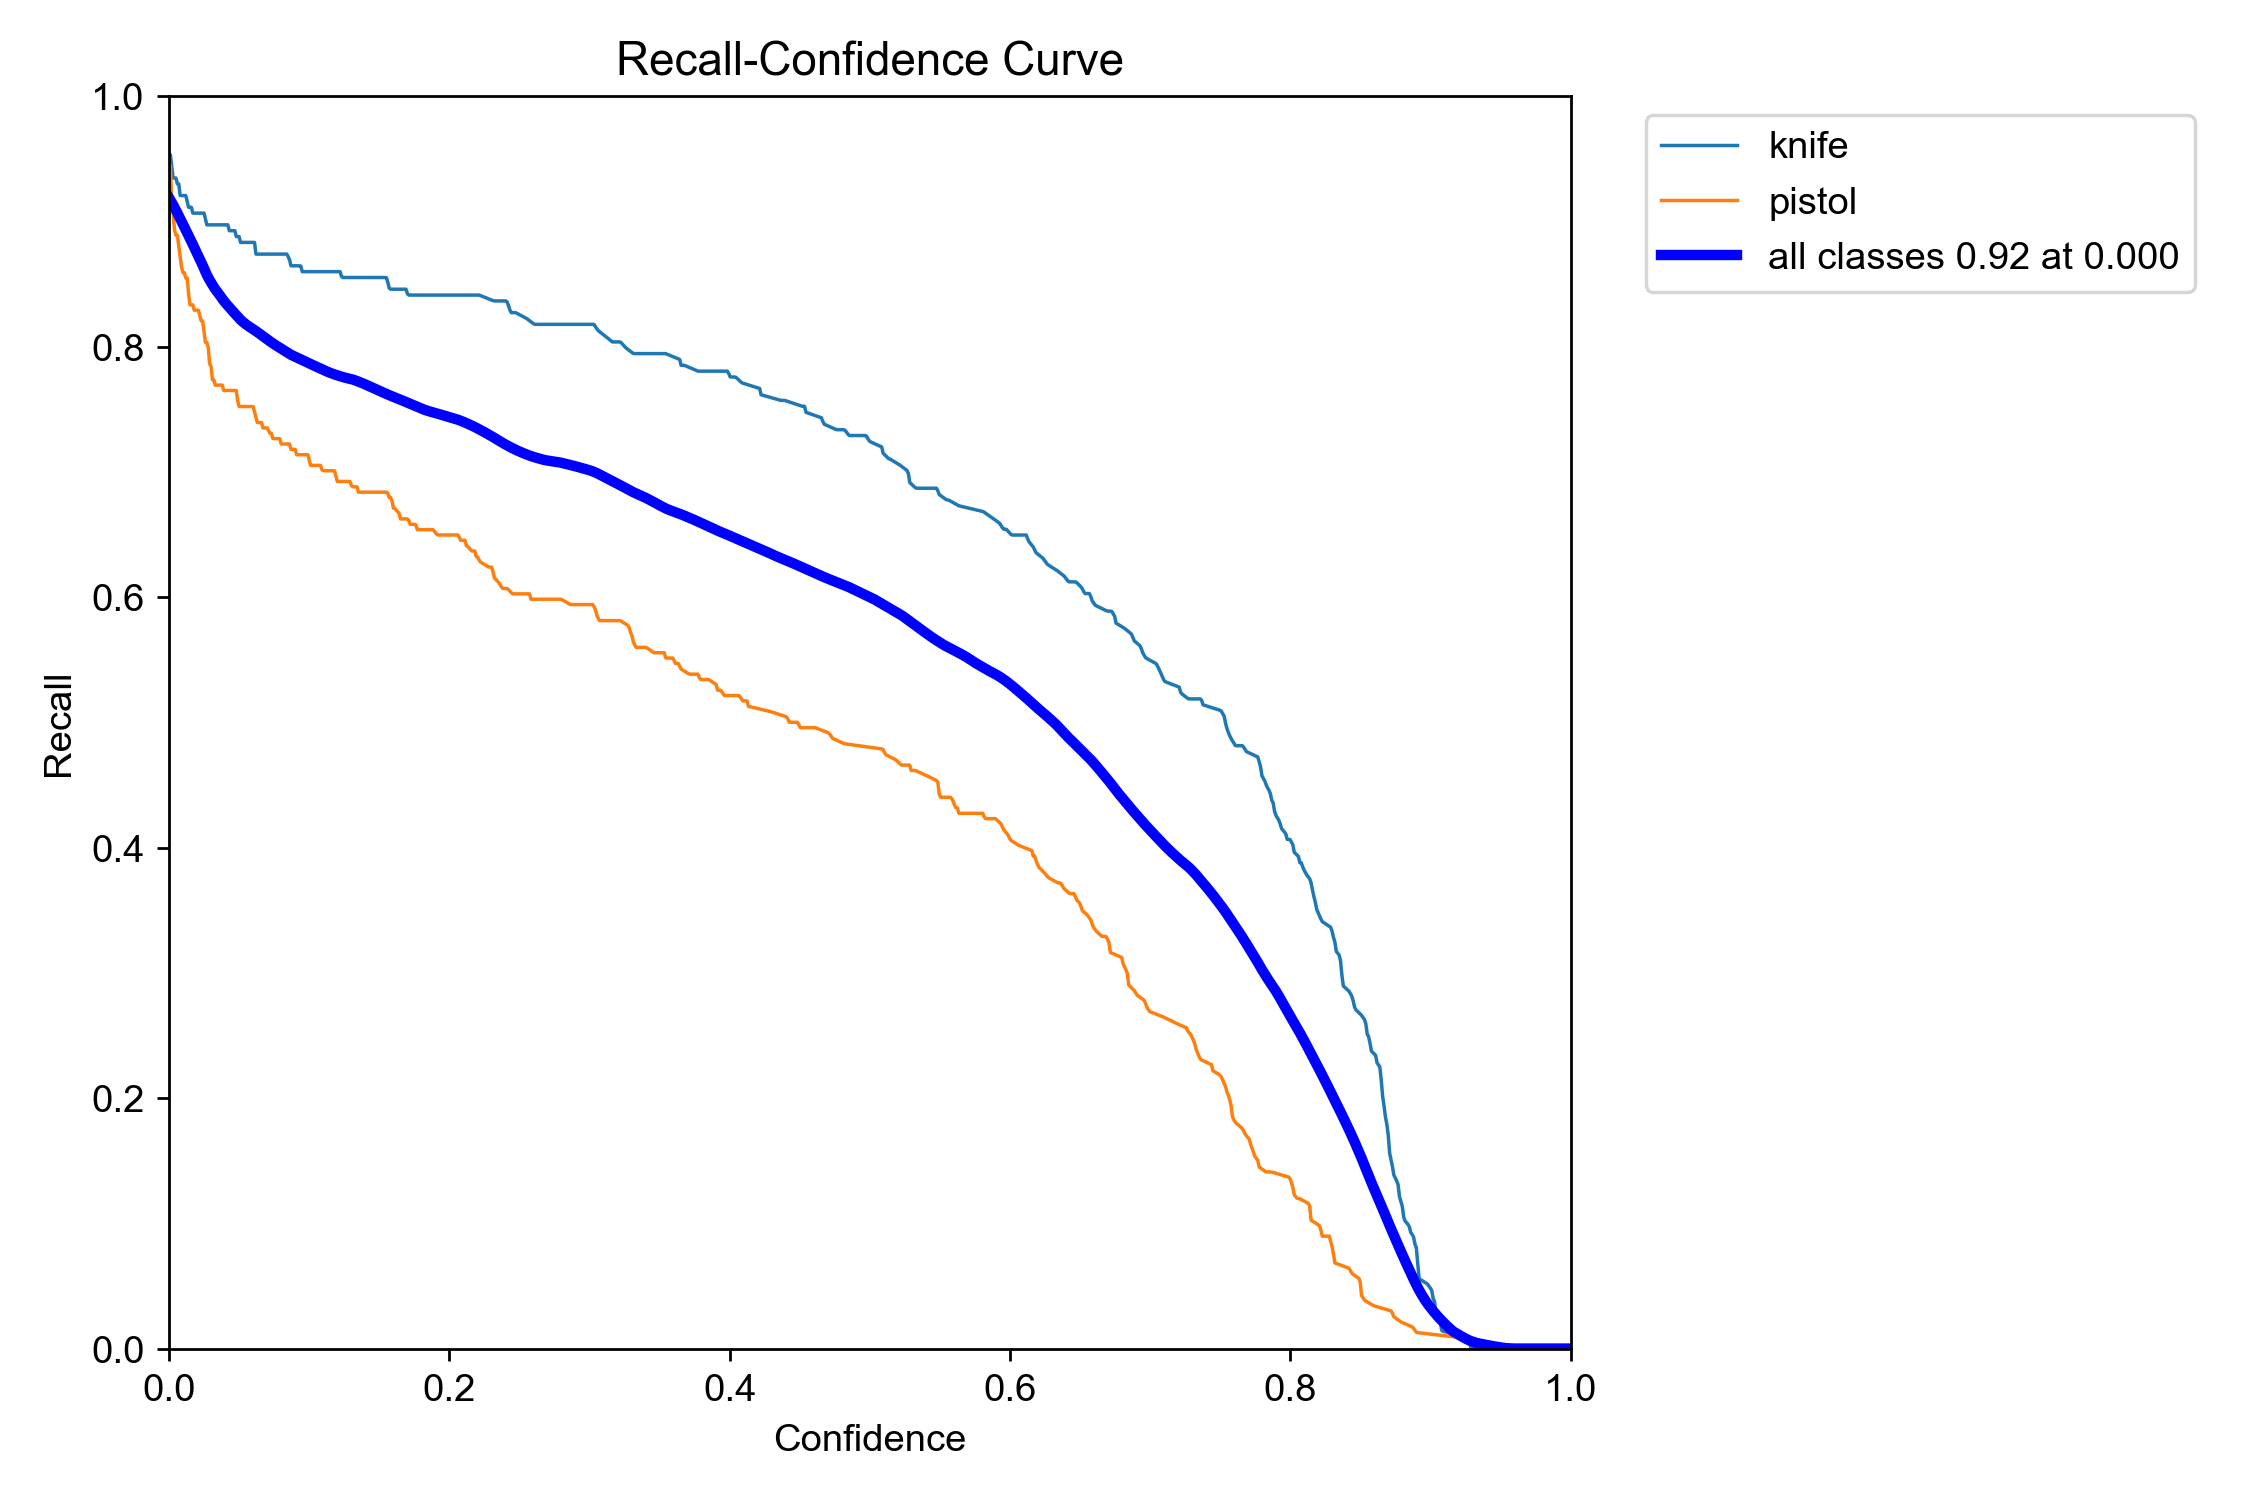 Recall-Confidence Curve
1.0
0.8
0.6
0.4
0.2
0.0
Recall
0.0 0.2 0.4 0.6 0.8 1.0
Confidence
knife
pistol
all classes 0.92 at 0.000